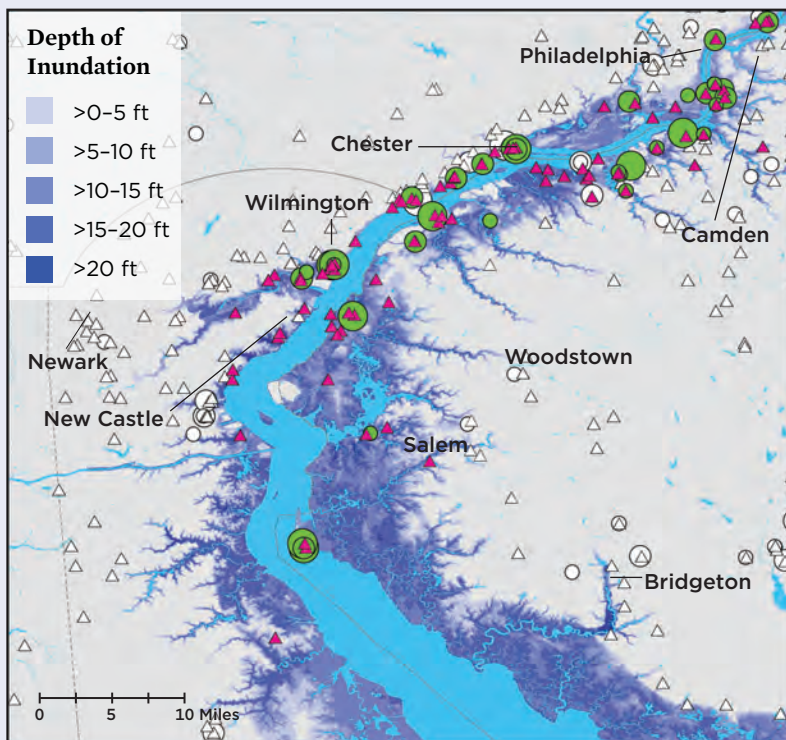 Depth of
Inundation
>0–5 ft
>5–10 ft
>10–15 ft
>15–20 ft
>20 ft
Philadelphia
Chester
Wilmington
Camden
Newark
Woodstown
New Castle
Salem
Bridgeton
0 5 10 Miles